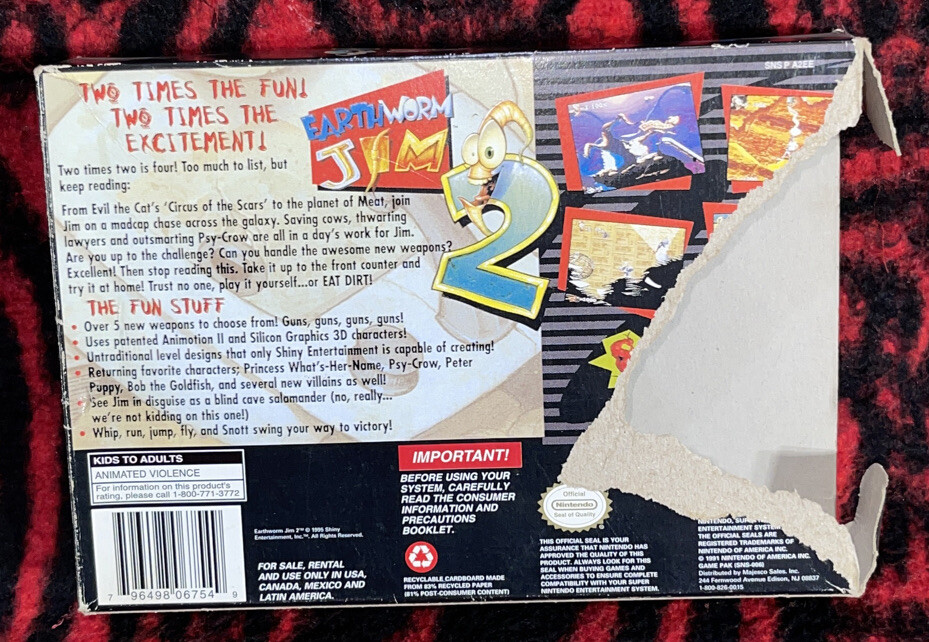 TWO TIMES THE FUN!
TWO TIMES THE
EXCITEMENT!
Two times two is four! Too much to list, but
keep reading:
From Evil the Cat's 'Circus of the Scars' to the planet of Meat, join
Jim on a madcap chase across the galaxy. Saving cows, thwarting
lawyers and outsmarting Psy-Crow are all in a day's work for Jim.
Are you up to the challenge? Can you handle the awesome new weapons?
Excellent! Then stop reading this. Take it up to the front counter and
try it at home! Trust no one, play it yourself...or EAT DIRT!
THE FUN STUFF
• Over 5 new weapons to choose from! Guns, guns, guns, guns!
• Uses patented Animotion II and Silicon Graphics 3D characters!
• Untraditional level designs that only Shiny Entertainment is capable of creating!
• Returning favorite characters; Princess What's-Her-Name, Psy-Crow, Peter
Puppy, Bob the Goldfish, and several new villains as well!
• See Jim in disguise as a blind cave salamander (no, really...
we're not kidding on this one!)
• Whip, run, jump, fly, and Snott swing your way to victory!
EARTHWORM
JIM
2
SNS P
KIDS TO ADULTS
ANIMATED VIOLENCE
For information on this product's
rating, please call 1-800-771-3772
7 96498 06754 9
Earthworm Jim 2™ © 1995 Shiny
Entertainment, Inc.™. All Rights Reserved.
FOR SALE, RENTAL
AND USE ONLY IN USA,
CANADA, MEXICO AND
LATIN AMERICA.
IMPORTANT!
BEFORE USING YOUR
SYSTEM, CAREFULLY
READ THE CONSUMER
INFORMATION AND
PRECAUTIONS
BOOKLET.
RECYCLABLE CARDBOARD MADE
FROM 83% RECYCLED PAPER
(81% POST-CONSUMER CONTENT)
Official
Nintendo
Seal of Quality
THIS OFFICIAL SEAL IS YOUR
ASSURANCE THAT NINTENDO HAS
APPROVED THE QUALITY OF THIS
PRODUCT. ALWAYS LOOK FOR THIS
SEAL WHEN BUYING GAMES AND
ACCESSORIES TO ENSURE COMPLETE
COMPATIBILITY WITH YOUR SUPER
NINTENDO ENTERTAINMENT SYSTEM.
NINTENDO, SUP
ENTERTAINMENT SYSTEM
THE OFFICIAL SEALS ARE
REGISTERED TRADEMARKS OF
NINTENDO OF AMERICA INC.
© 1991 NINTENDO OF AMERICA INC.
GAME PAK (SNS-006)
Distributed by Majesco Sales, Inc.
244 Fernwood Avenue Edison, NJ 08837
1-800-826-0015